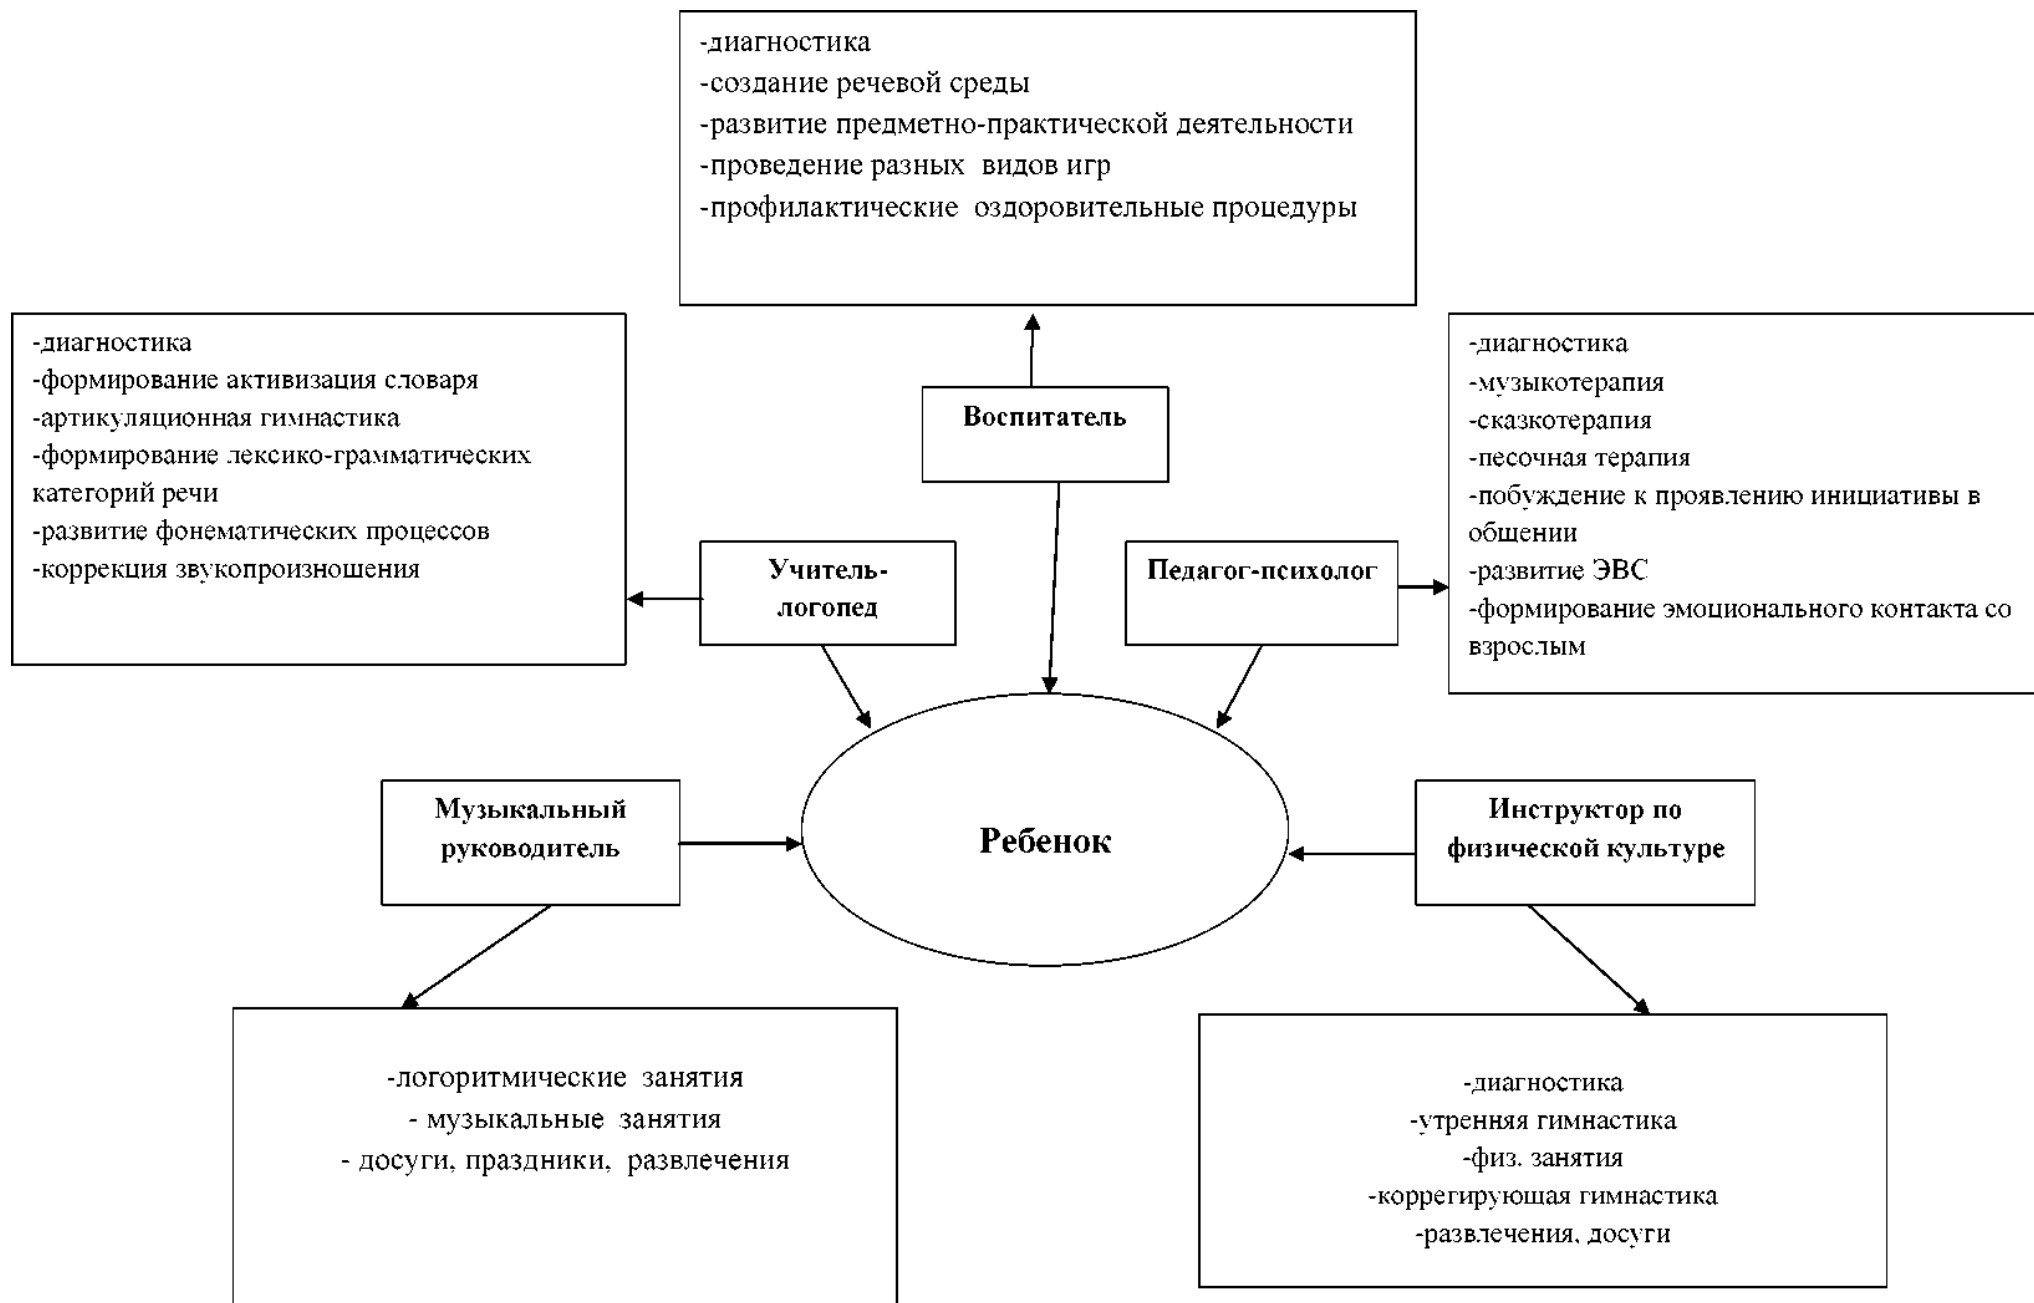 -диагностика
-создание речевой среды
-развитие предметно-практической деятельности
-проведение разных видов игр
-профилактические оздоровительные процедуры
-диагностика
-формирование активизация словаря
-артикуляционная гимнастика
-формирование лексико-грамматических
категорий речи
-развитие фонематических процессов
-коррекция звукопроизношения
Воспитатель
-диагностика
-музыкотерапия
-сказкотерапия
-песочная терапия
-побуждение к проявлению инициативы в
общении
-развитие ЭВС
-формирование эмоционального контакта со
взрослым
Учитель-
логопед
Педагог-психолог
Музыкальный
руководитель
Ребенок
Инструктор по
физической культуре
-логоритмические занятия
- музыкальные занятия
- досуги, праздники, развлечения
-диагностика
-утренняя гимнастика
-физ. занятия
-коррегирующая гимнастика
-развлечения, досуги